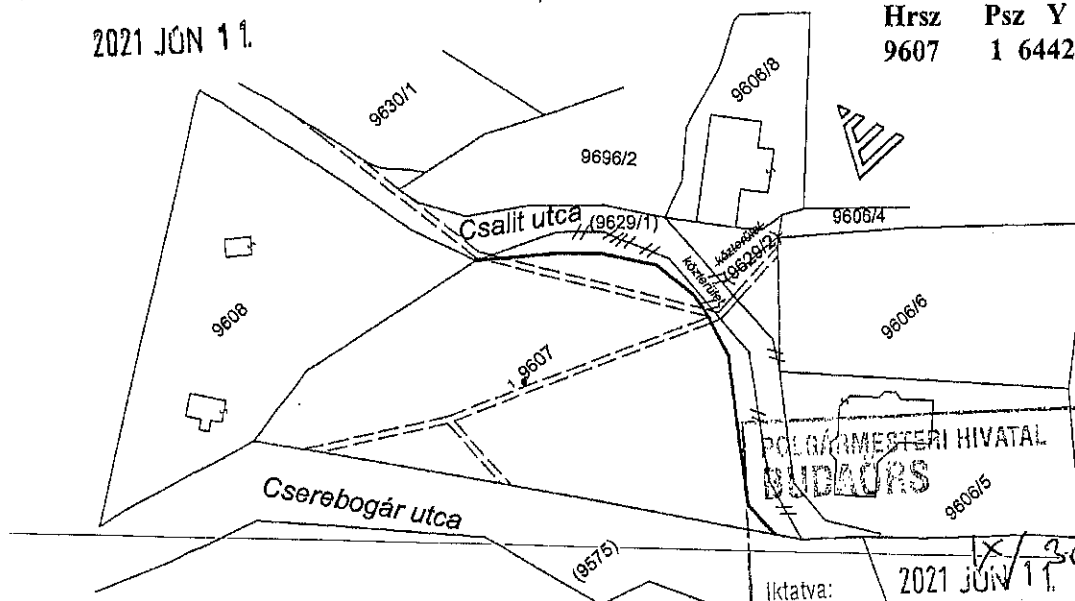 2021 JÚN 11.
Hrsz Psz Y
9607 1 6442
9630/1
9606/8
9696/2
Csalit utca (9629/1)
közterület
közterület
(9629/2)
9606/4
9608
9606/6
1 9607
POLGÁRMESTERI HIVATAL
BUDAÖRS
9606/5
Cserebogár utca
(9575)
IX/
Iktatva: 2021 JÚN 11.